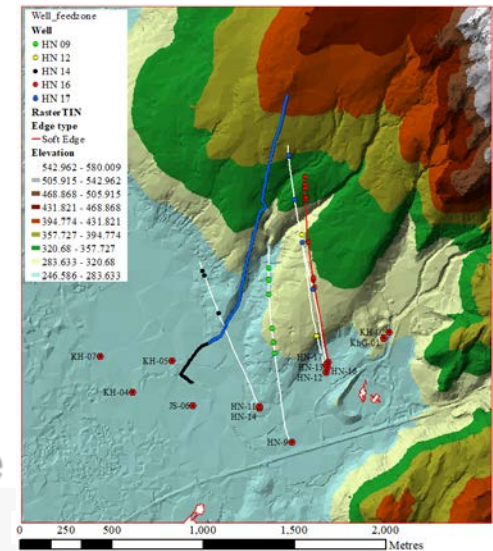 Well_feedzone
Well
HN 09
HN 12
HN 14
HN 16
HN 17
RasterTIN
Edge type
Soft Edge
Elevation
542.962 - 580.009
505.915 - 542.962
468.868 - 505.915
431.821 - 468.868
394.774 - 431.821
357.727 - 394.774
320.68 - 357.727
283.633 - 320.68
246.586 - 283.633
KH-07
KH-05
KH-04
JS-06
HN-17
HN-12
HN-16
HN-14
HN-9
0 250 500 1,000 1,500 2,000
Metres